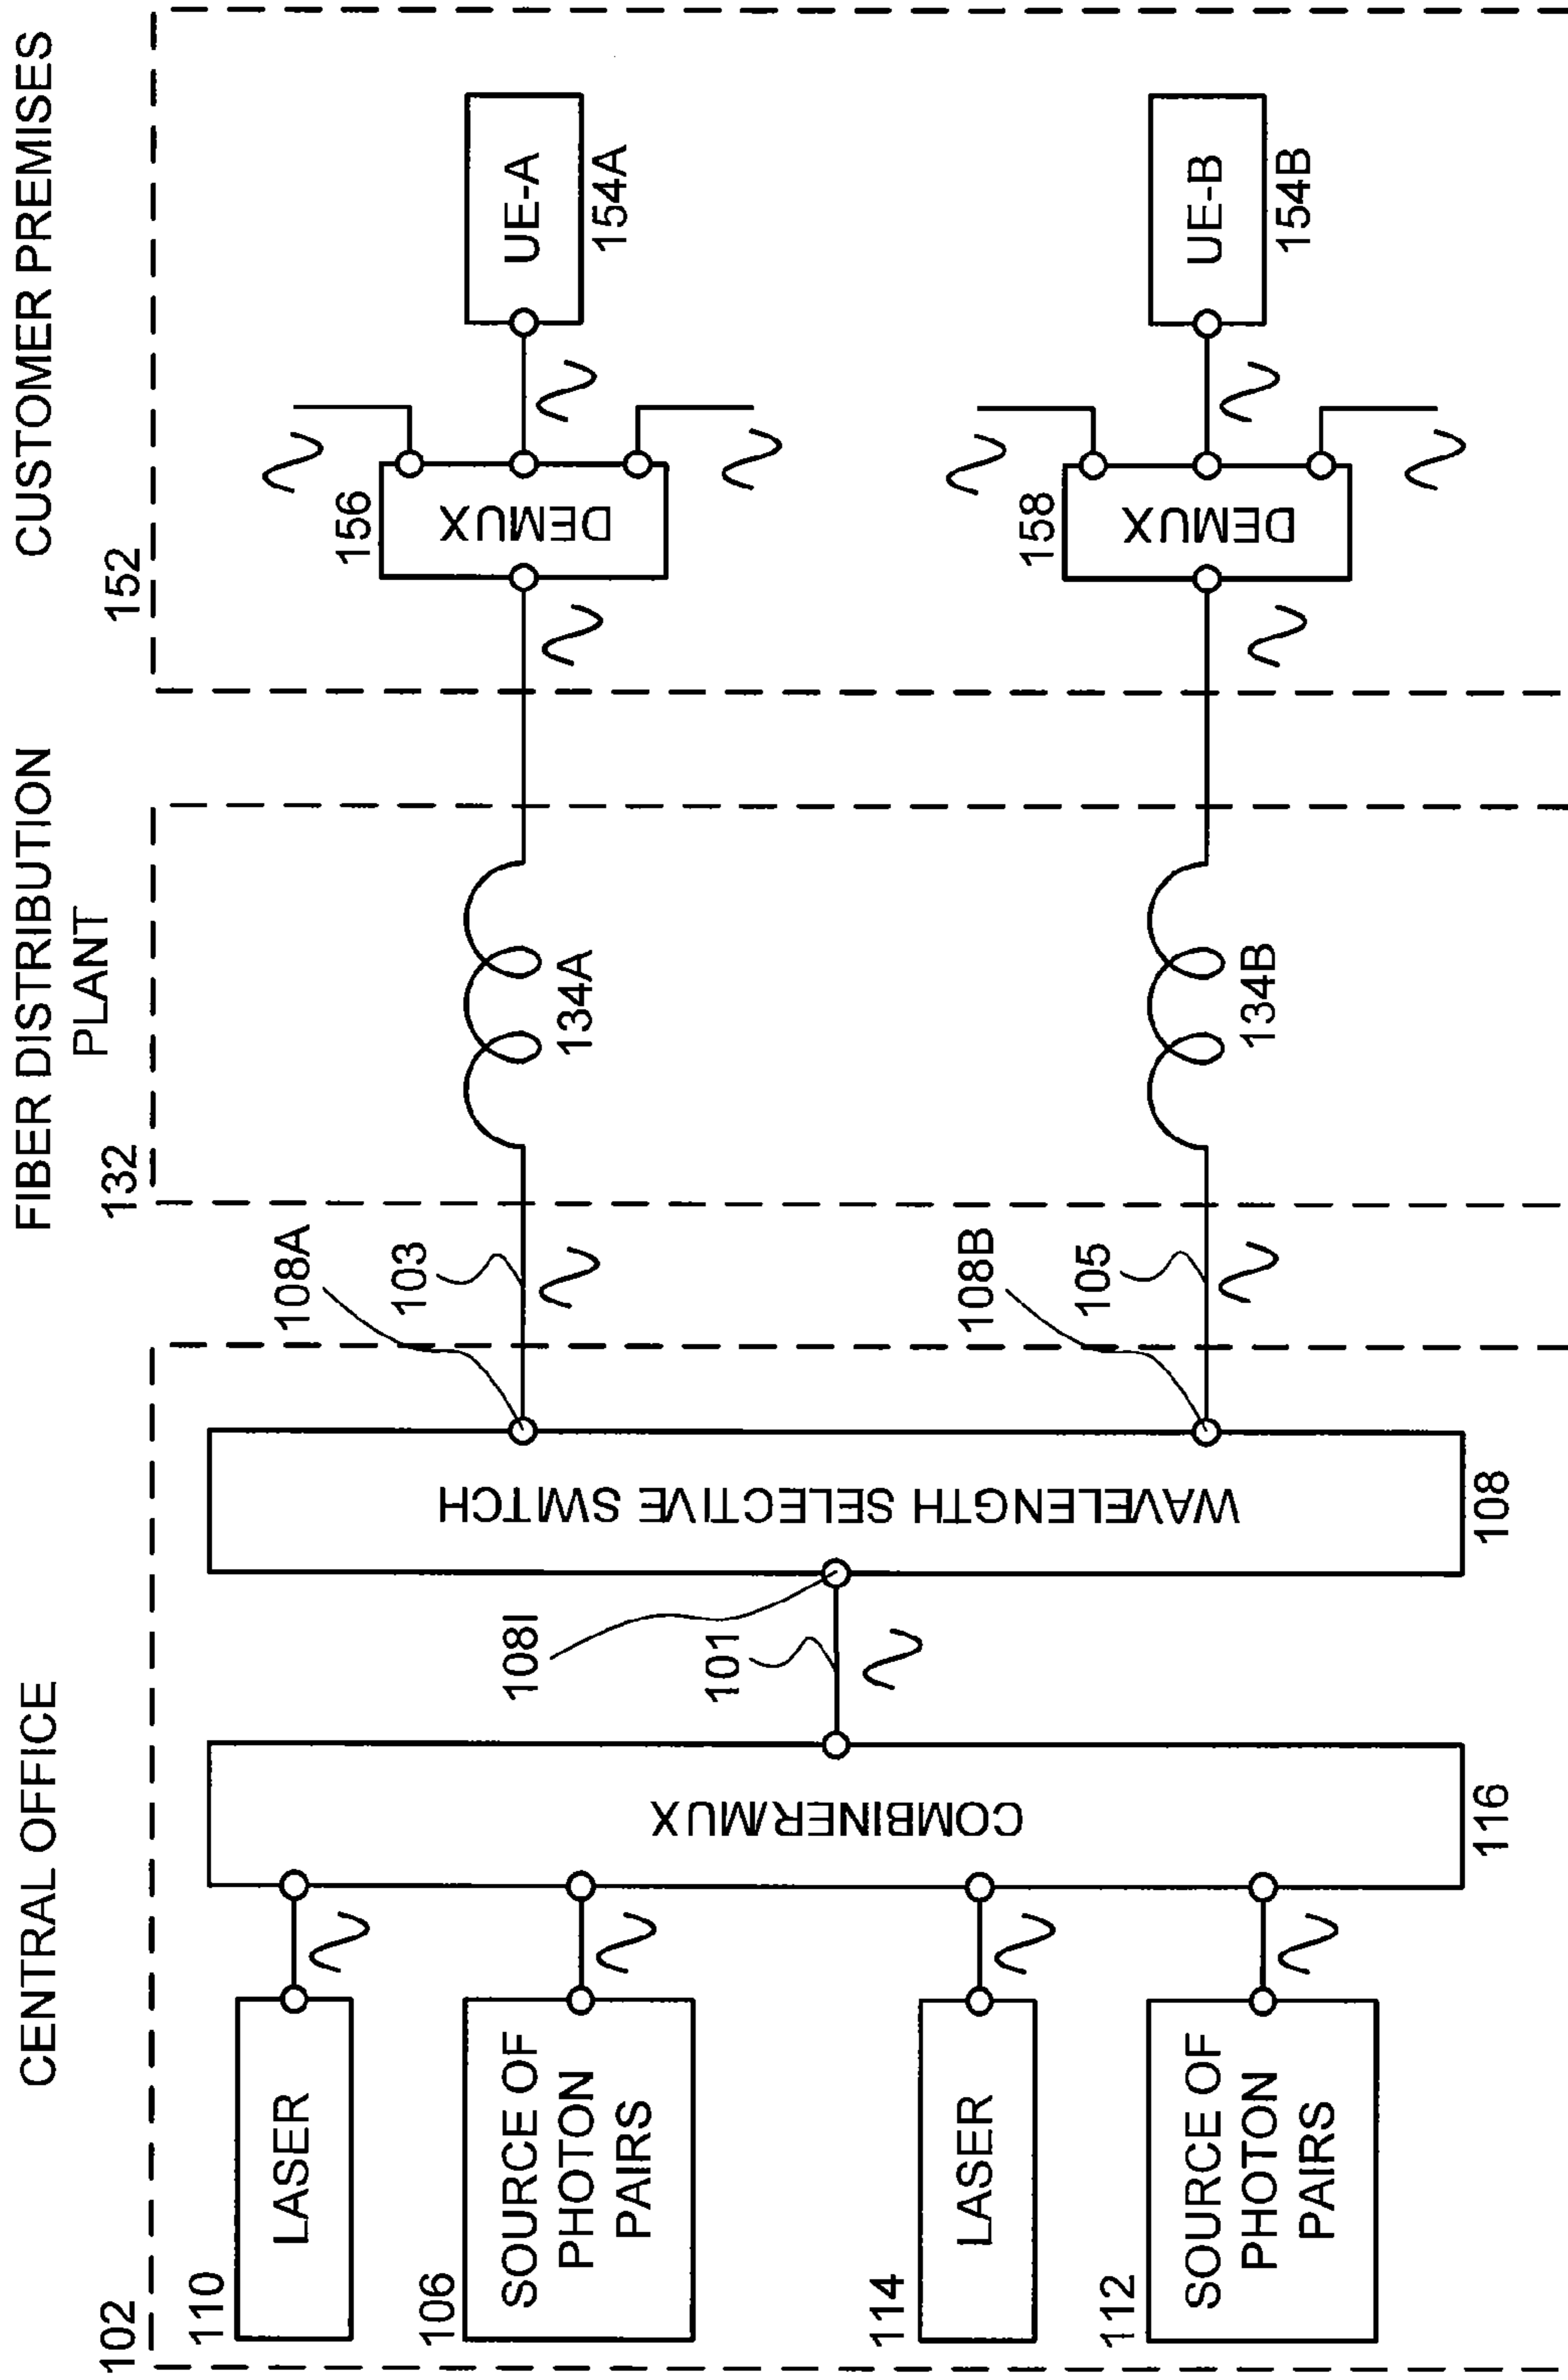 CENTRAL OFFICE
FIBER DISTRIBUTION
PLANT
CUSTOMER PREMISES
102
132
152
110
LASER
106
SOURCE OF
PHOTON
PAIRS
114
LASER
112
SOURCE OF
PHOTON
PAIRS
COMBINER/MUX
116
108I
101
WAVELENGTH SELECTIVE SWITCH
108
108A
103
108B
105
134A
134B
156
DEMUX
158
DEMUX
UE-A
154A
UE-B
154B